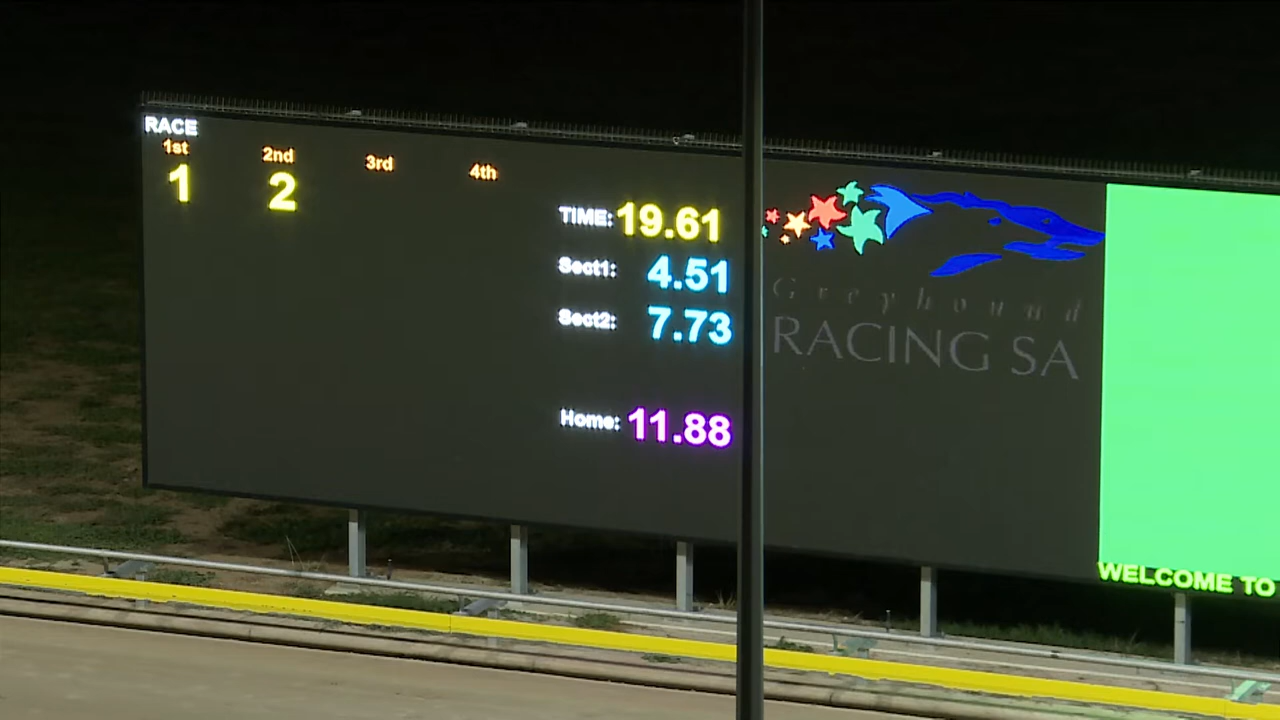 RACE
1st 2nd 3rd 4th
1 2
TIME: 19.61
Sect1: 4.51
Sect2: 7.73
Home: 11.88
Greyhound
RACING SA
WELCOME TO